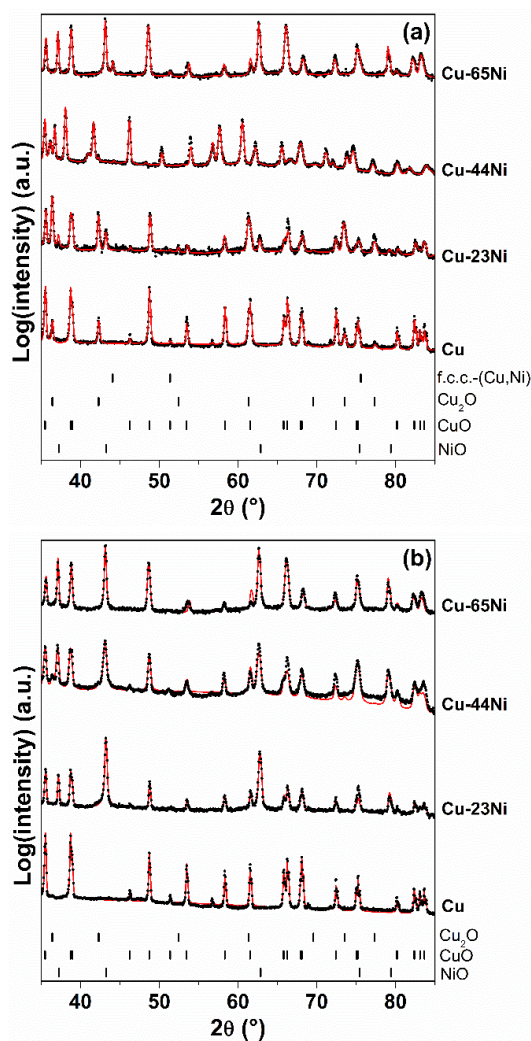 (a)
Cu-65Ni
Cu-44Ni
Cu-23Ni
Cu
f.c.c.-(Cu,Ni)
Cu₂O
CuO
NiO
Log(intensity) (a.u.)
40 50 60 70 80
2θ (°)
(b)
Cu-65Ni
Cu-44Ni
Cu-23Ni
Cu
Cu₂O
CuO
NiO
Log(intensity) (a.u.)
40 50 60 70 80
2θ (°)